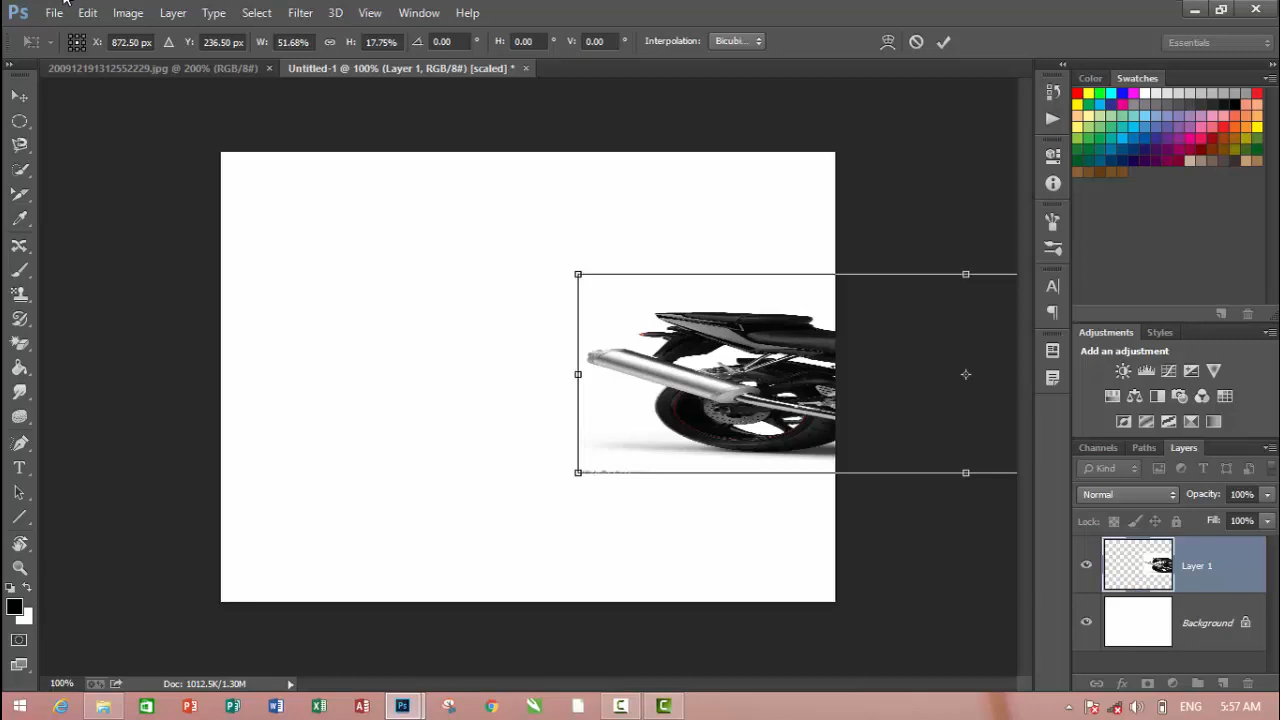 Ps File Edit Image Layer Type Select Filter 3D View Window Help
X: 872.50 px Y: 236.50 px W: 51.68% H: 17.75% 0.00 ° H: 0.00 ° V: 0.00 ° Interpolation: Bicubi... Essentials
200912191312552229.jpg @ 200% (RGB/8#) × Untitled-1 @ 100% (Layer 1, RGB/8#) [scaled] * ×
Color Swatches
Adjustments Styles
Add an adjustment
Channels Paths Layers
Kind
Normal Opacity: 100%
Lock: Fill: 100%
Layer 1
Background
100% Doc: 1012.5K/1.30M
Ps ENG 5:57 AM